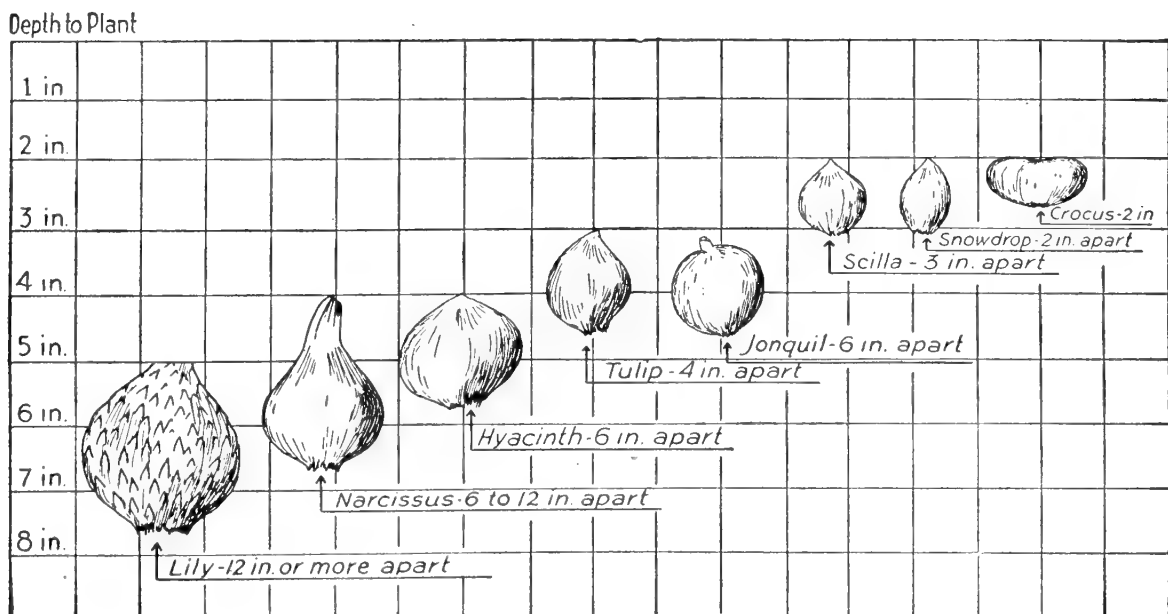 Depth to Plant
1 in
2 in.
3 in.
4 in.
5 in.
6 in.
7 in.
8 in.
Crocus-2 in
Snowdrop-2 in. apart
Scilla - 3 in. apart
Jonquil-6 in. apart
Tulip-4 in. apart
Hyacinth-6 in. apart
Narcissus-6 to 12 in. apart
Lily-12 in. or more apart